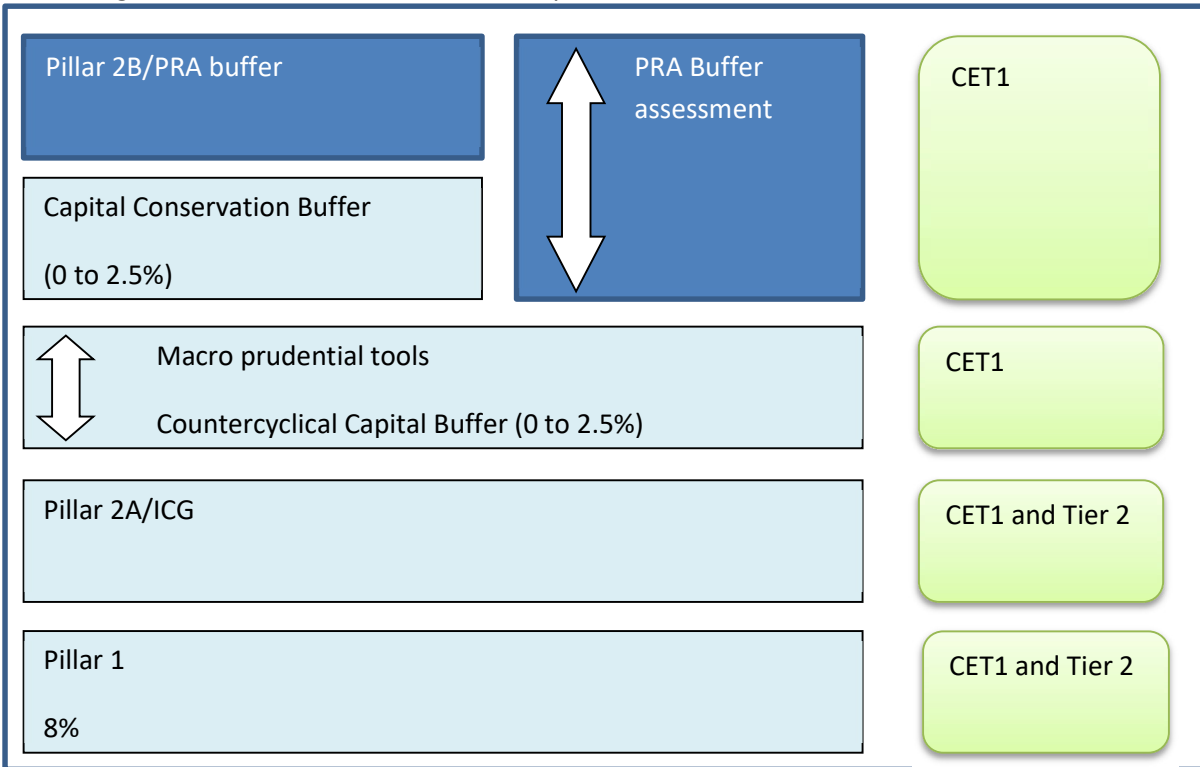 Pillar 2B/PRA buffer
PRA Buffer
assessment
CET1
Capital Conservation Buffer
(0 to 2.5%)
Macro prudential tools
Countercyclical Capital Buffer (0 to 2.5%)
CET1
Pillar 2A/ICG
CET1 and Tier 2
Pillar 1
8%
CET1 and Tier 2